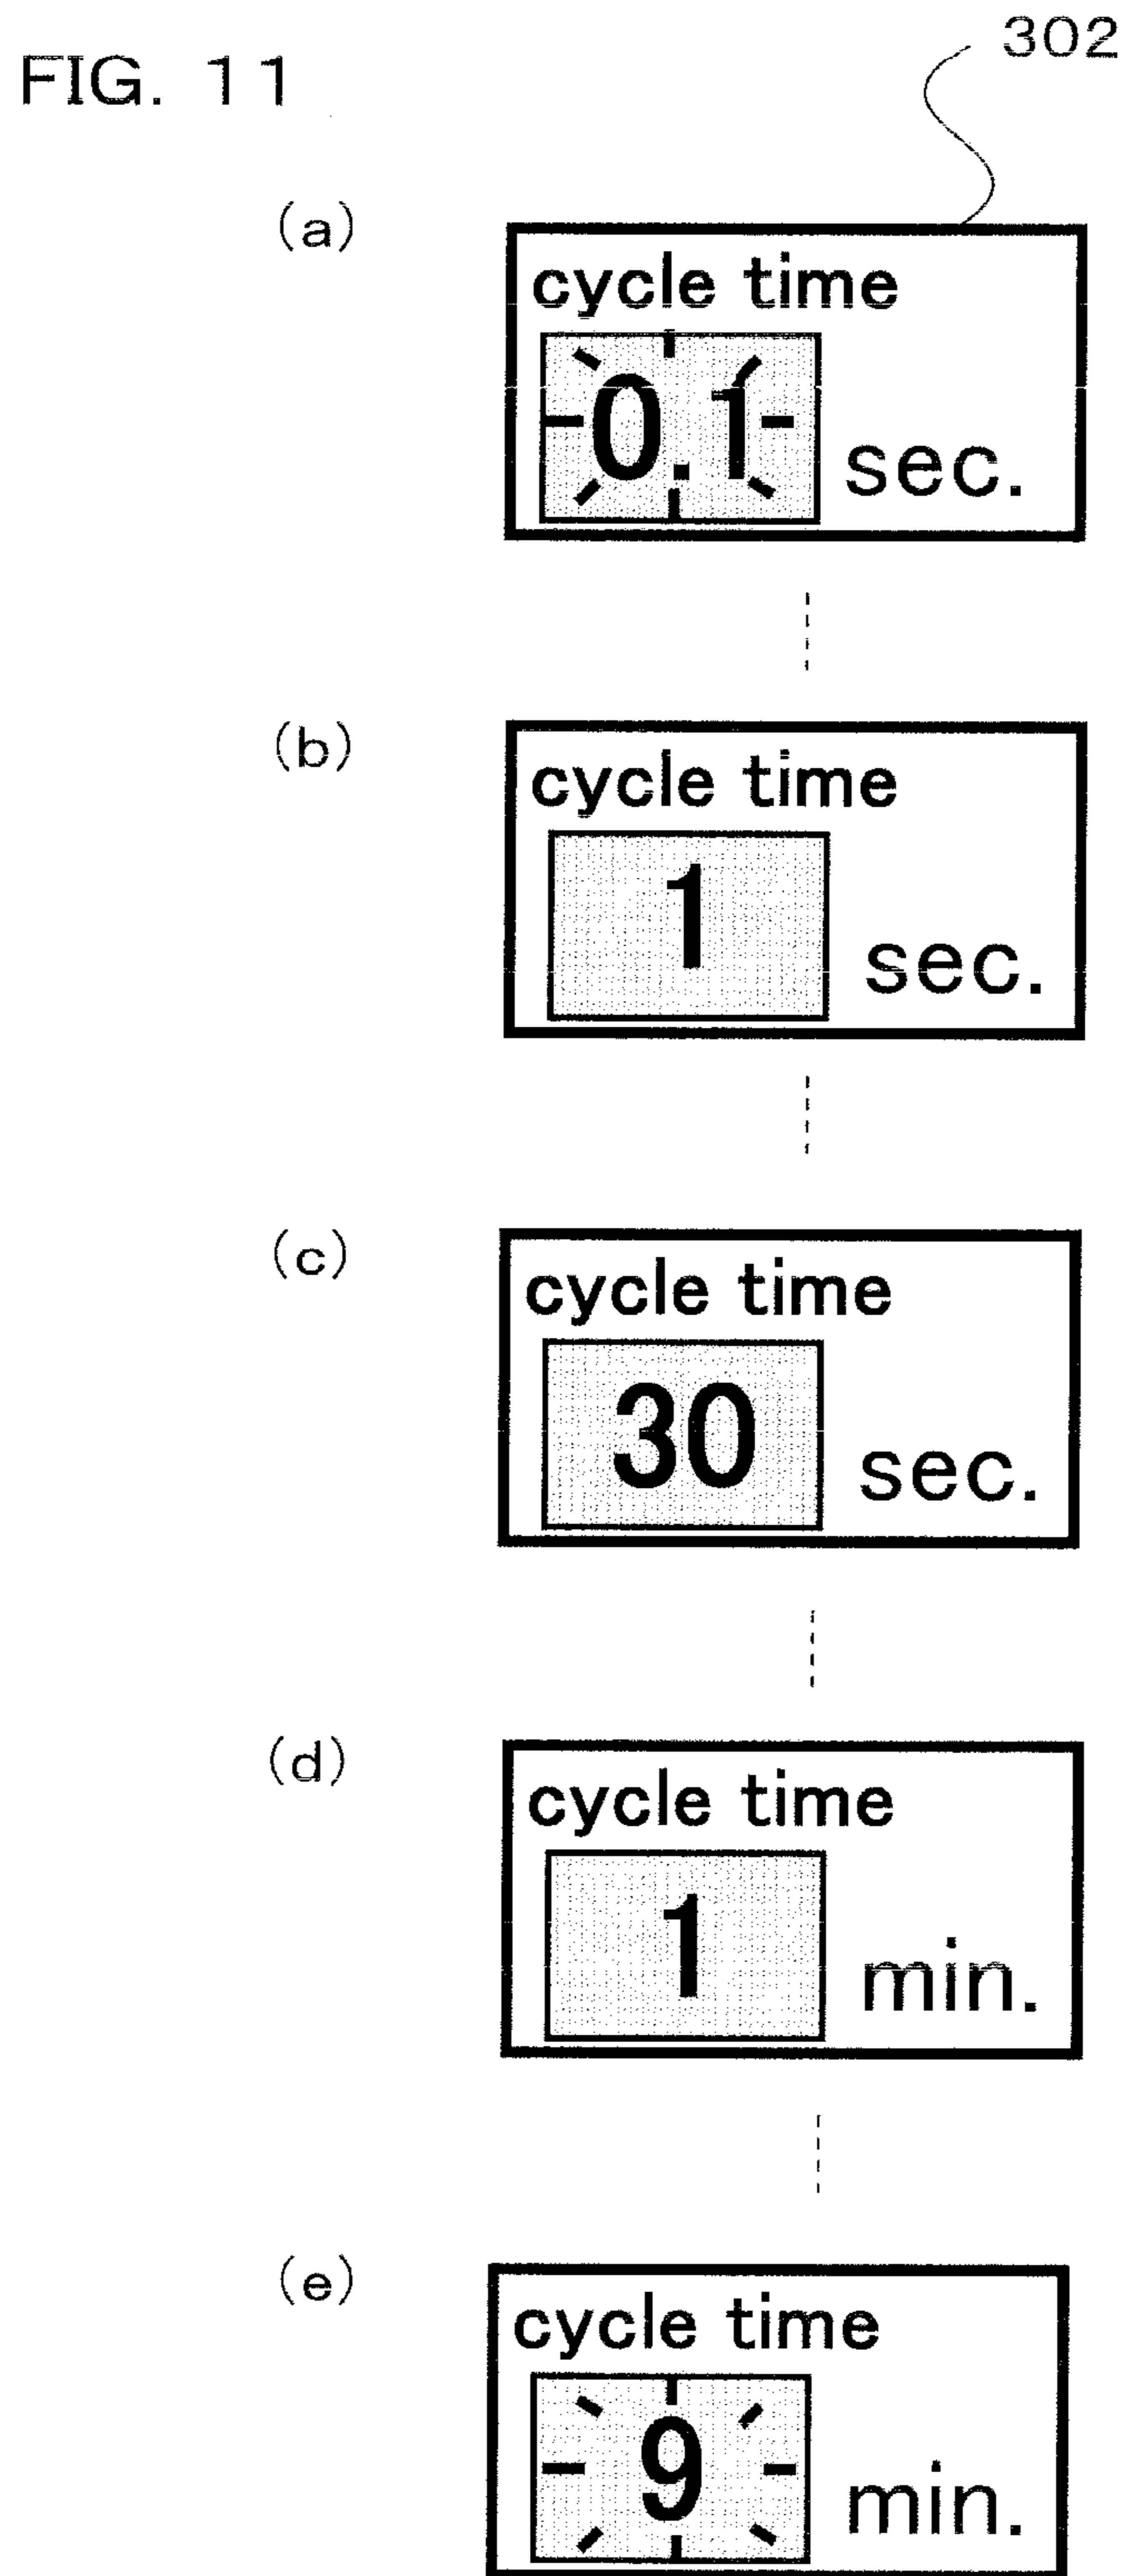 302
FIG. 11
(a)
cycle time
0.1 sec.
(b)
cycle time
1 sec.
(c)
cycle time
30 sec.
(d)
cycle time
1 min.
(e)
cycle time
9 min.